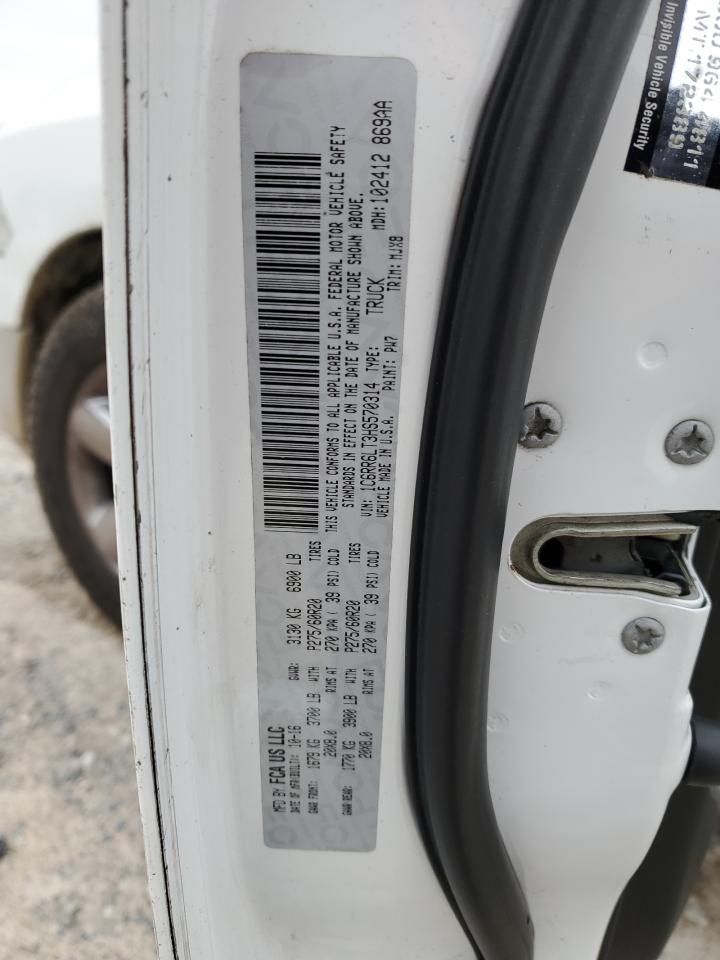 MFD BY FCA US LLC
DATE OF MFR(BUILT): 10-16 GVWR: 3130 KG 6900 LB
GAWR FRONT: 1679 KG 3700 LB WITH P275/60R20 TIRES
20X8.0 RIMS AT 270 KPA ( 39 PSI) COLD
GAWR REAR: 1770 KG 3900 LB WITH P275/60R20 TIRES
20X8.0 RIMS AT 270 KPA ( 39 PSI) COLD
THIS VEHICLE CONFORMS TO ALL APPLICABLE U.S.A. FEDERAL MOTOR VEHICLE SAFETY
STANDARDS IN EFFECT ON THE DATE OF MANUFACTURE SHOWN ABOVE.
VIN: 1C6RR6LT3HS570314 TYPE: TRUCK MDH: 102412 869AA
VEHICLE MADE IN U.S.A. PAINT: PW7 TRIM: MJX8
Invisible Vehicle Security